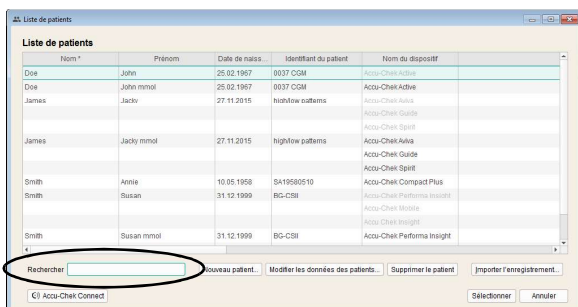 Liste de patients
Liste de patients
Nom * Prénom Date de naiss... Identifiant du patient Nom du dispositif
Doe John 25.02.1967 0037 CGM Accu-Chek Active
Doe John mmol 25.02.1967 0037 CGM Accu-Chek Active
James Jacky 27.11.2015 high/low patterns Accu-Chek Aviva
Accu-Chek Guide
Accu-Chek Spirit
James Jacky mmol 27.11.2015 high/low patterns Accu-Chek Aviva
Accu-Chek Guide
Accu-Chek Spirit
Smith Annie 10.05.1958 SA19580510 Accu-Chek Compact Plus
Smith Susan 31.12.1999 BG-CSII Accu-Chek Performa Insight
Accu-Chek Mobile
Accu-Chek Insight
Smith Susan mmol 31.12.1999 BG-CSII Accu-Chek Performa Insight
Rechercher Nouveau patient... Modifier les données des patients... Supprimer le patient Importer l'enregistrement...
Accu-Chek Connect Sélectionner Annuler